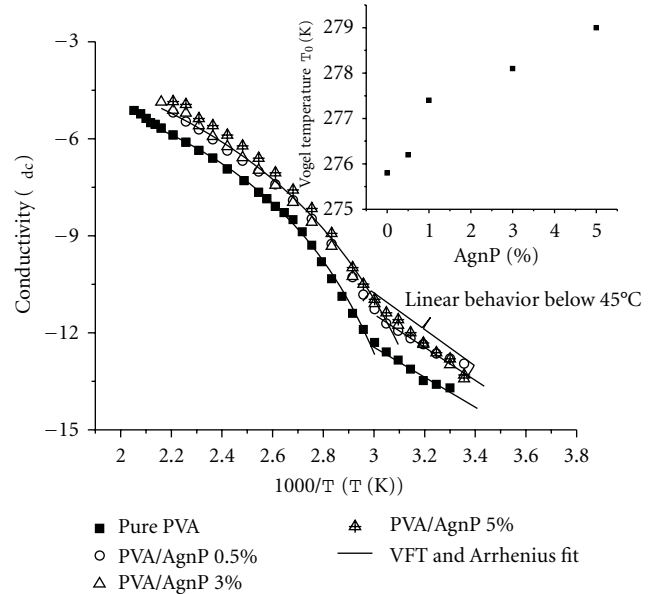 −3
−6
−9
−12
−15
Conductivity ( dc)
2
2.2
2.4
2.6
2.8
3
3.2
3.4
3.6
3.8
1000/T (T (K))
279
278
277
276
275
Vogel temperature T0 (K)
0
1
2
3
4
5
AgnP (%)
Linear behavior below 45°C
Pure PVA
PVA/AgnP 0.5%
PVA/AgnP 3%
PVA/AgnP 5%
VFT and Arrhenius fit